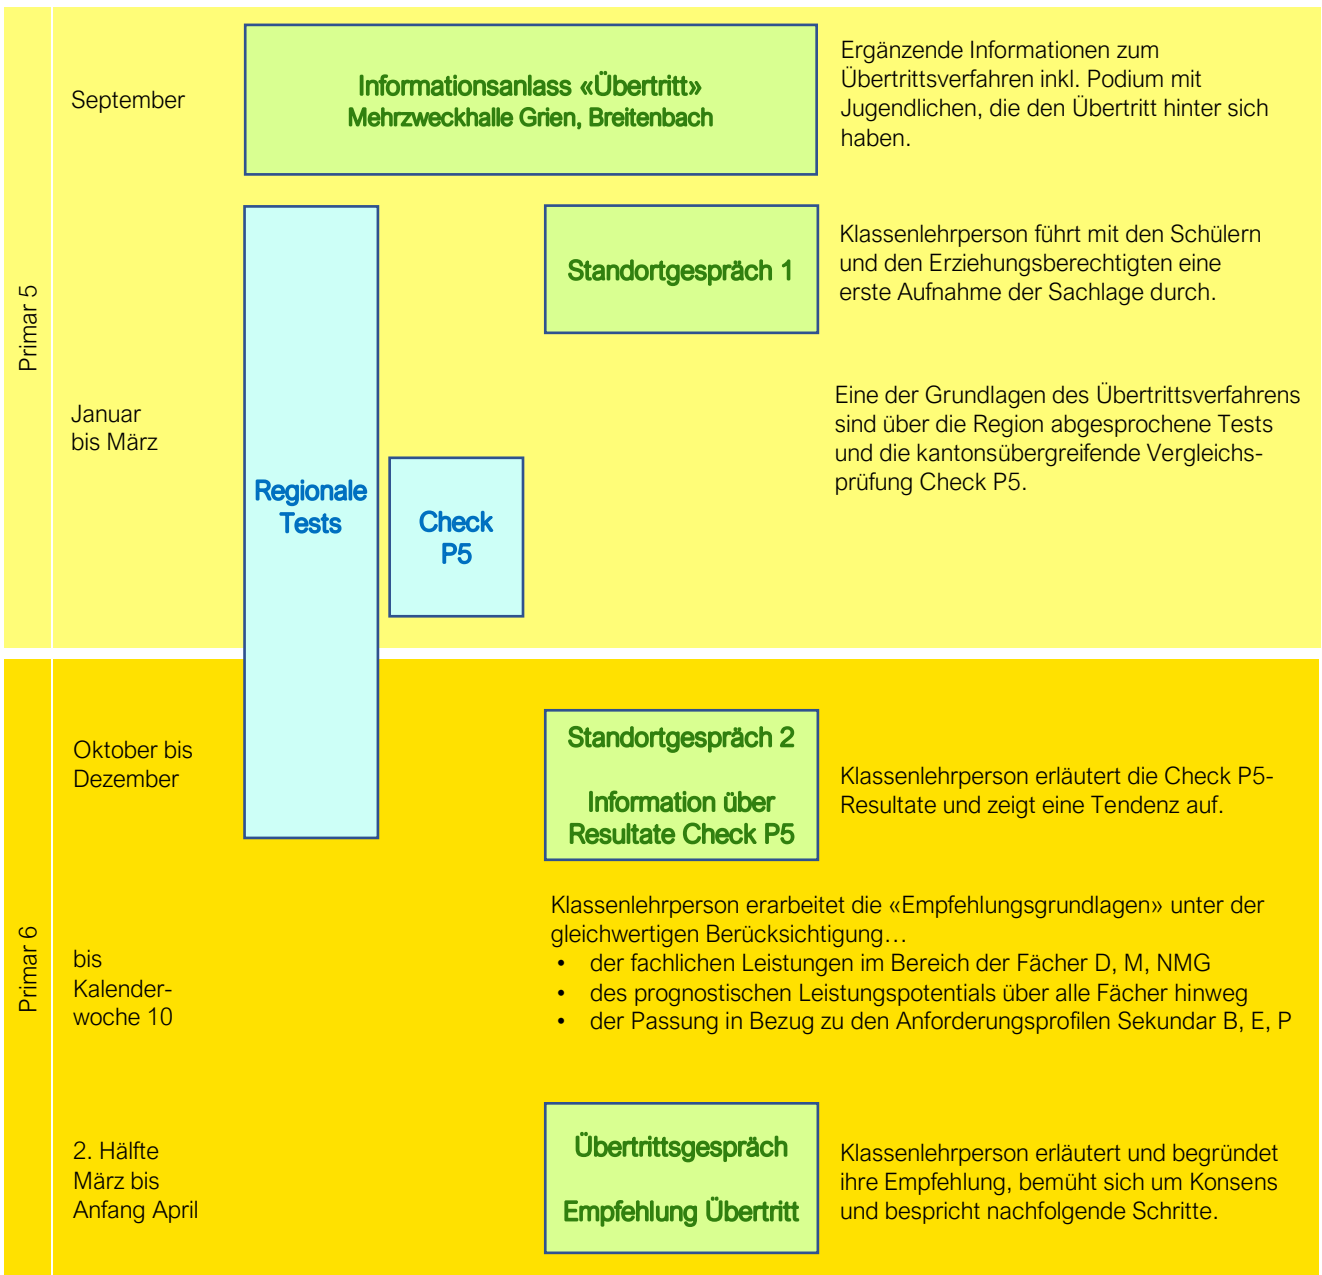 Primar 5
September
Informationsanlass «Übertritt»
Mehrzweckhalle Grien, Breitenbach
Ergänzende Informationen zum
Übertrittsverfahren inkl. Podium mit
Jugendlichen, die den Übertritt hinter sich
haben.
Standortgespräch 1
Klassenlehrperson führt mit den Schülern
und den Erziehungsberechtigten eine
erste Aufnahme der Sachlage durch.
Januar
bis März
Regionale
Tests
Check
P5
Eine der Grundlagen des Übertrittsverfahrens
sind über die Region abgesprochene Tests
und die kantonsübergreifende Vergleichs-
prüfung Check P5.
Primar 6
Oktober bis
Dezember
Standortgespräch 2
Information über
Resultate Check P5
Klassenlehrperson erläutert die Check P5-
Resultate und zeigt eine Tendenz auf.
bis
Kalender-
woche 10
Klassenlehrperson erarbeitet die «Empfehlungsgrundlagen» unter der
gleichwertigen Berücksichtigung…
• der fachlichen Leistungen im Bereich der Fächer D, M, NMG
• des prognostischen Leistungspotentials über alle Fächer hinweg
• der Passung in Bezug zu den Anforderungsprofilen Sekundar B, E, P
2. Hälfte
März bis
Anfang April
Übertrittsgespräch
Empfehlung Übertritt
Klassenlehrperson erläutert und begründet
ihre Empfehlung, bemüht sich um Konsens
und bespricht nachfolgende Schritte.